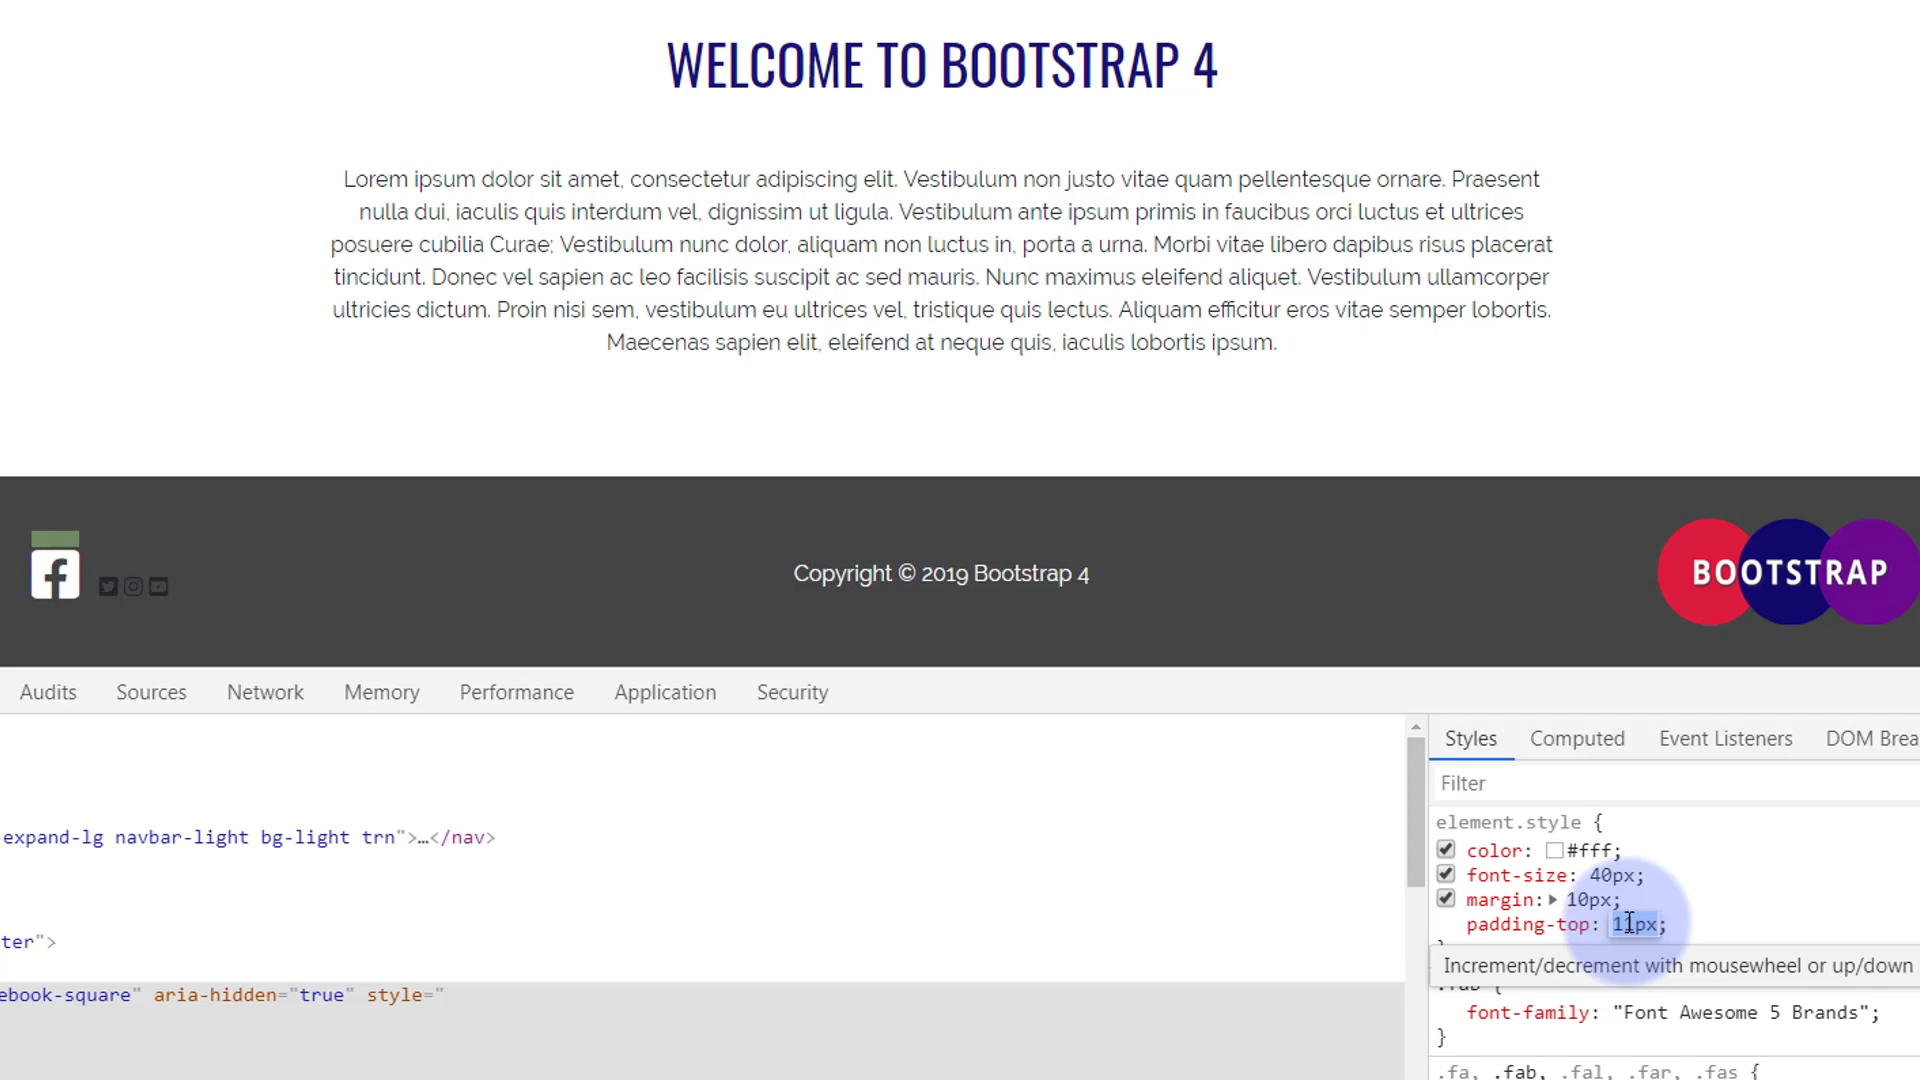 WELCOME TO BOOTSTRAP 4
Lorem ipsum dolor sit amet, consectetur adipiscing elit. Vestibulum non justo vitae quam pellentesque ornare. Praesent
nulla dui, iaculis quis interdum vel, dignissim ut ligula. Vestibulum ante ipsum primis in faucibus orci luctus et ultrices
posuere cubilia Curae; Vestibulum nunc dolor, aliquam non luctus in, porta a urna. Morbi vitae libero dapibus risus placerat
tincidunt. Donec vel sapien ac leo facilisis suscipit ac sed mauris. Nunc maximus eleifend aliquet. Vestibulum ullamcorper
ultricies dictum. Proin nisi sem, vestibulum eu ultrices vel, tristique quis lectus. Aliquam efficitur eros vitae semper lobortis.
Maecenas sapien elit, eleifend at neque quis, iaculis lobortis ipsum.
Copyright © 2019 Bootstrap 4
BOOTSTRAP
Audits Sources Network Memory Performance Application Security
-expand-lg navbar-light bg-light trn">…</nav>
ter">
ebook-square" aria-hidden="true" style="
Styles Computed Event Listeners DOM Brea
Filter
element.style {
color: #fff;
font-size: 40px;
margin: 10px;
padding-top: 11px;
}
Increment/decrement with mousewheel or up/down
.fab {
font-family: "Font Awesome 5 Brands";
}
.fa, .fab, .fal, .far, .fas {